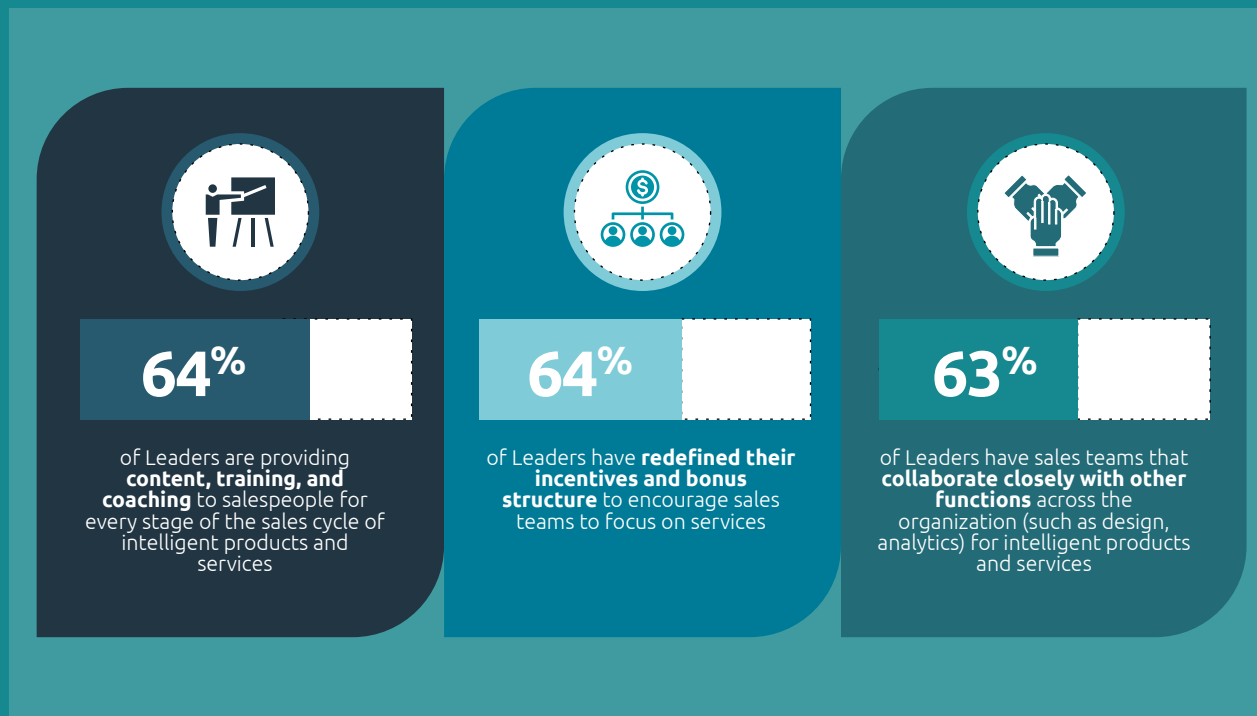 64%
of Leaders are providing
content, training, and
coaching to salespeople for
every stage of the sales cycle of
intelligent products and
services
64%
of Leaders have redefined their
incentives and bonus
structure to encourage sales
teams to focus on services
63%
of Leaders have sales teams that
collaborate closely with other
functions across the
organization (such as design,
analytics) for intelligent products
and services